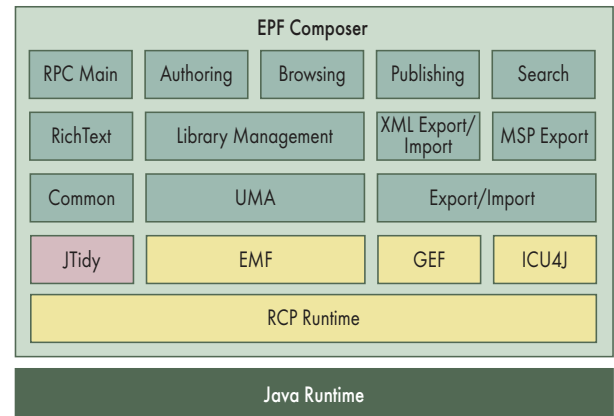 EPF Composer
RPC Main
Authoring
Browsing
Publishing
Search
RichText
Library Management
XML Export/
Import
MSP Export
Common
UMA
Export/Import
JTidy
EMF
GEF
ICU4J
RCP Runtime
Java Runtime